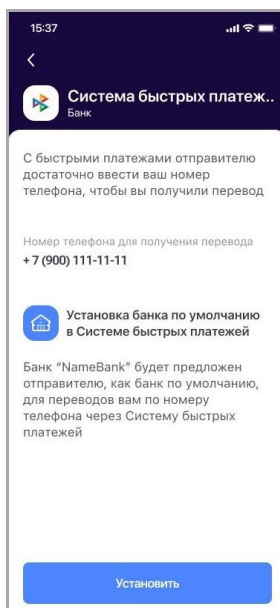 15:37
Система быстрых платеж..
Банк
С быстрыми платежами отправителю
достаточно ввести ваш номер
телефона, чтобы вы получили перевод
Номер телефона для получения перевода
+ 7 (900) 111-11-11
Установка банка по умолчанию
в Системе быстрых платежей
Банк “NameBank” будет предложен
отправителю, как банк по умолчанию,
для переводов вам по номеру
телефона через Систему быстрых
платежей
Установить